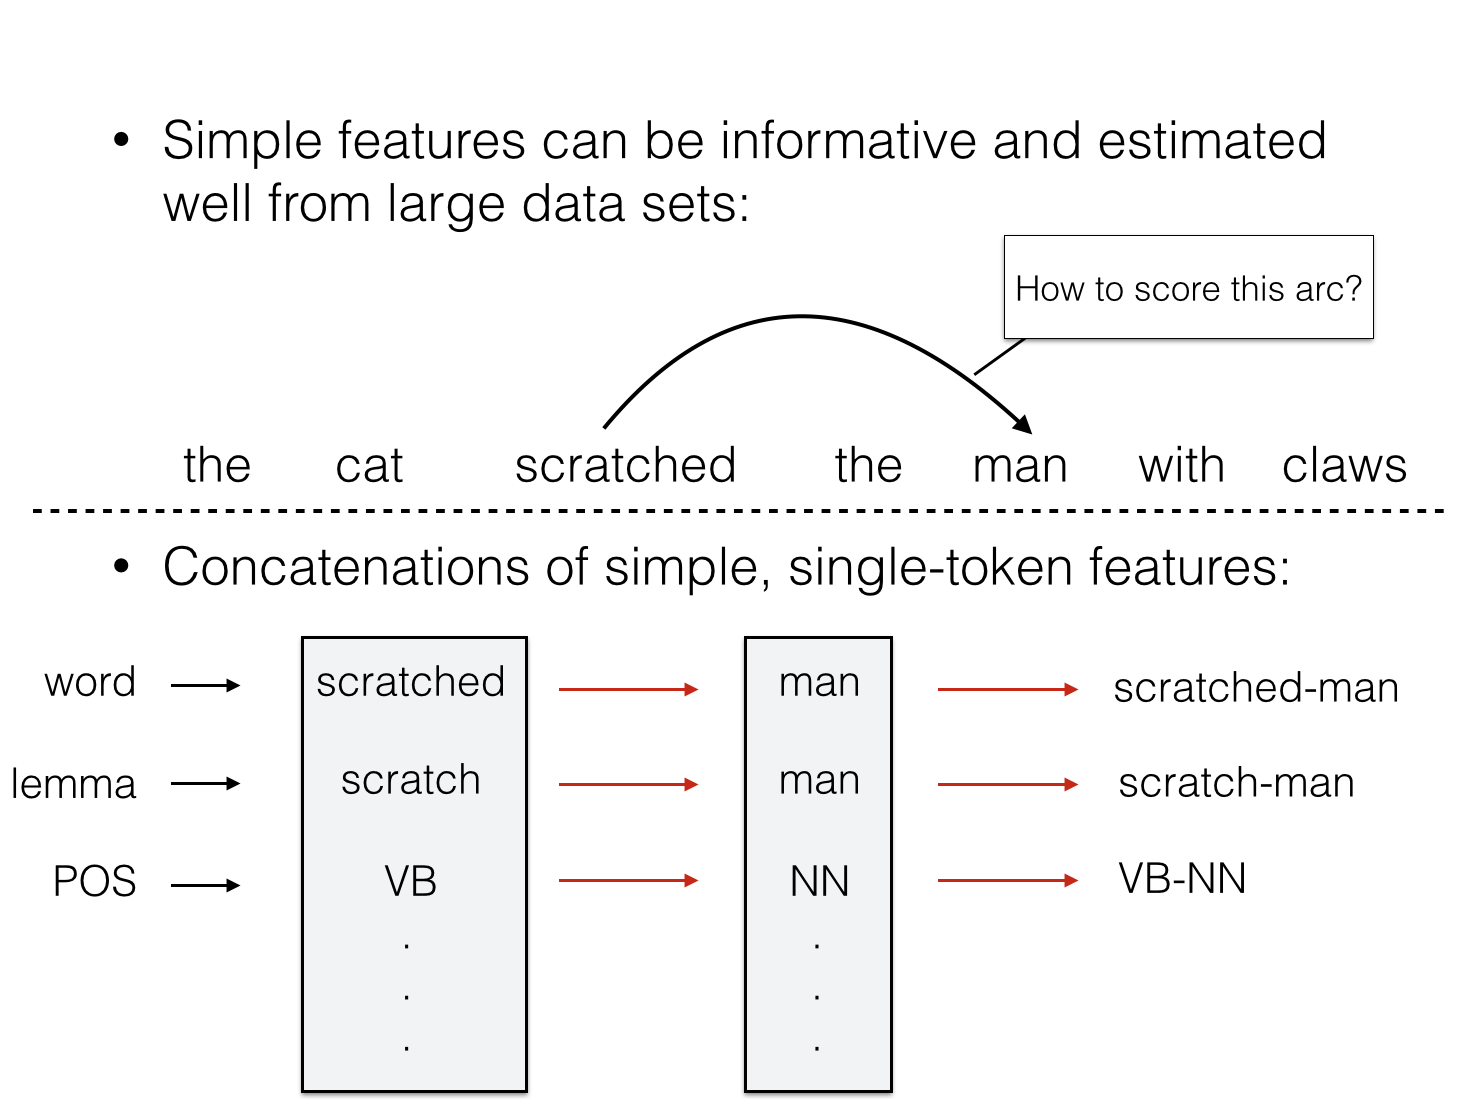 • Simple features can be informative and estimated
well from large data sets:
How to score this arc?
the cat scratched the man with claws
• Concatenations of simple, single-token features:
word scratched man scratched-man
lemma scratch man scratch-man
POS VB NN VB-NN
. .
. .
. .